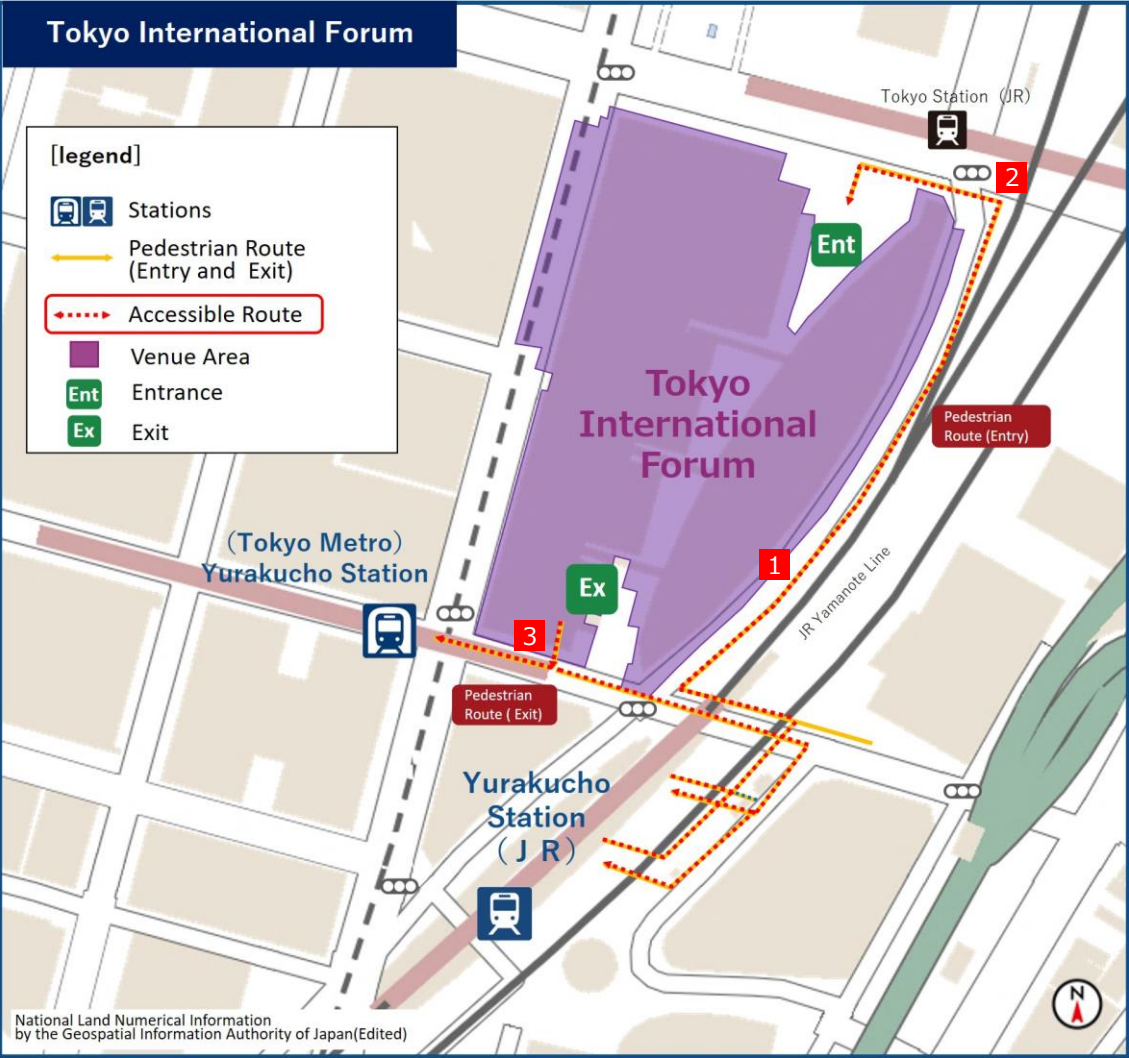 Tokyo International Forum
Tokyo Station（JR）
[legend]
Stations
Pedestrian Route
(Entry and Exit)
Accessible Route
Venue Area
Ent
Entrance
Ex
Exit
2
Ent
Tokyo
International
Forum
Pedestrian
Route (Entry)
（Tokyo Metro）
Yurakucho Station
1
JR Yamanote Line
Ex
3
Pedestrian
Route ( Exit)
Yurakucho
Station
（ＪＲ）
N
National Land Numerical Information
by the Geospatial Information Authority of Japan(Edited)